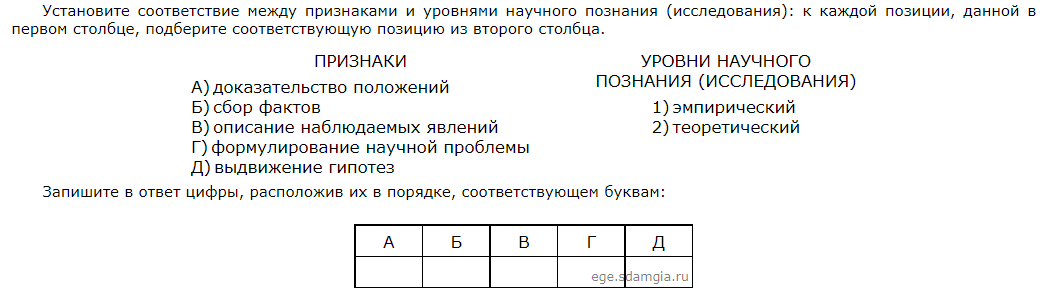 Установите соответствие между признаками и уровнями научного познания (исследования): к каждой позиции, данной в
первом столбце, подберите соответствующую позицию из второго столбца.
ПРИЗНАКИ
А) доказательство положений
Б) сбор фактов
В) описание наблюдаемых явлений
Г) формулирование научной проблемы
Д) выдвижение гипотез
УРОВНИ НАУЧНОГО
ПОЗНАНИЯ (ИССЛЕДОВАНИЯ)
1) эмпирический
2) теоретический
Запишите в ответ цифры, расположив их в порядке, соответствующем буквам:
А Б В Г Д
ege.sdamgia.ru